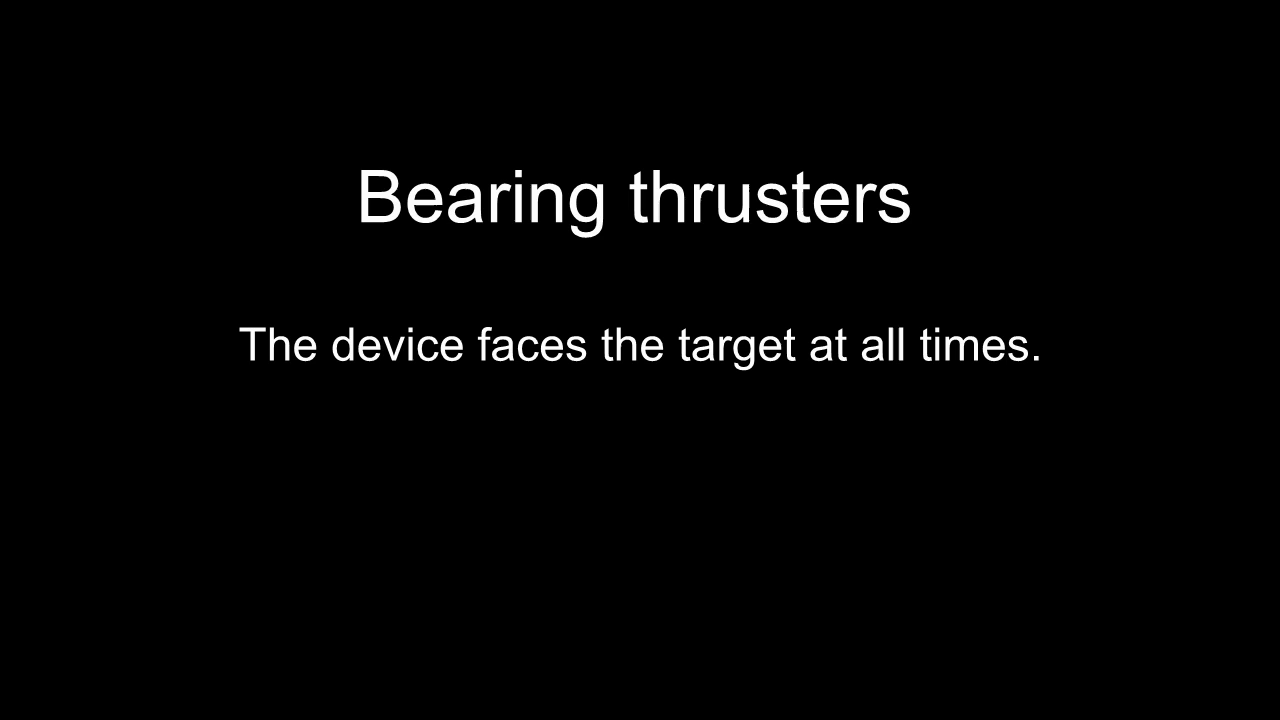 Bearing thrusters
The device faces the target at all times.